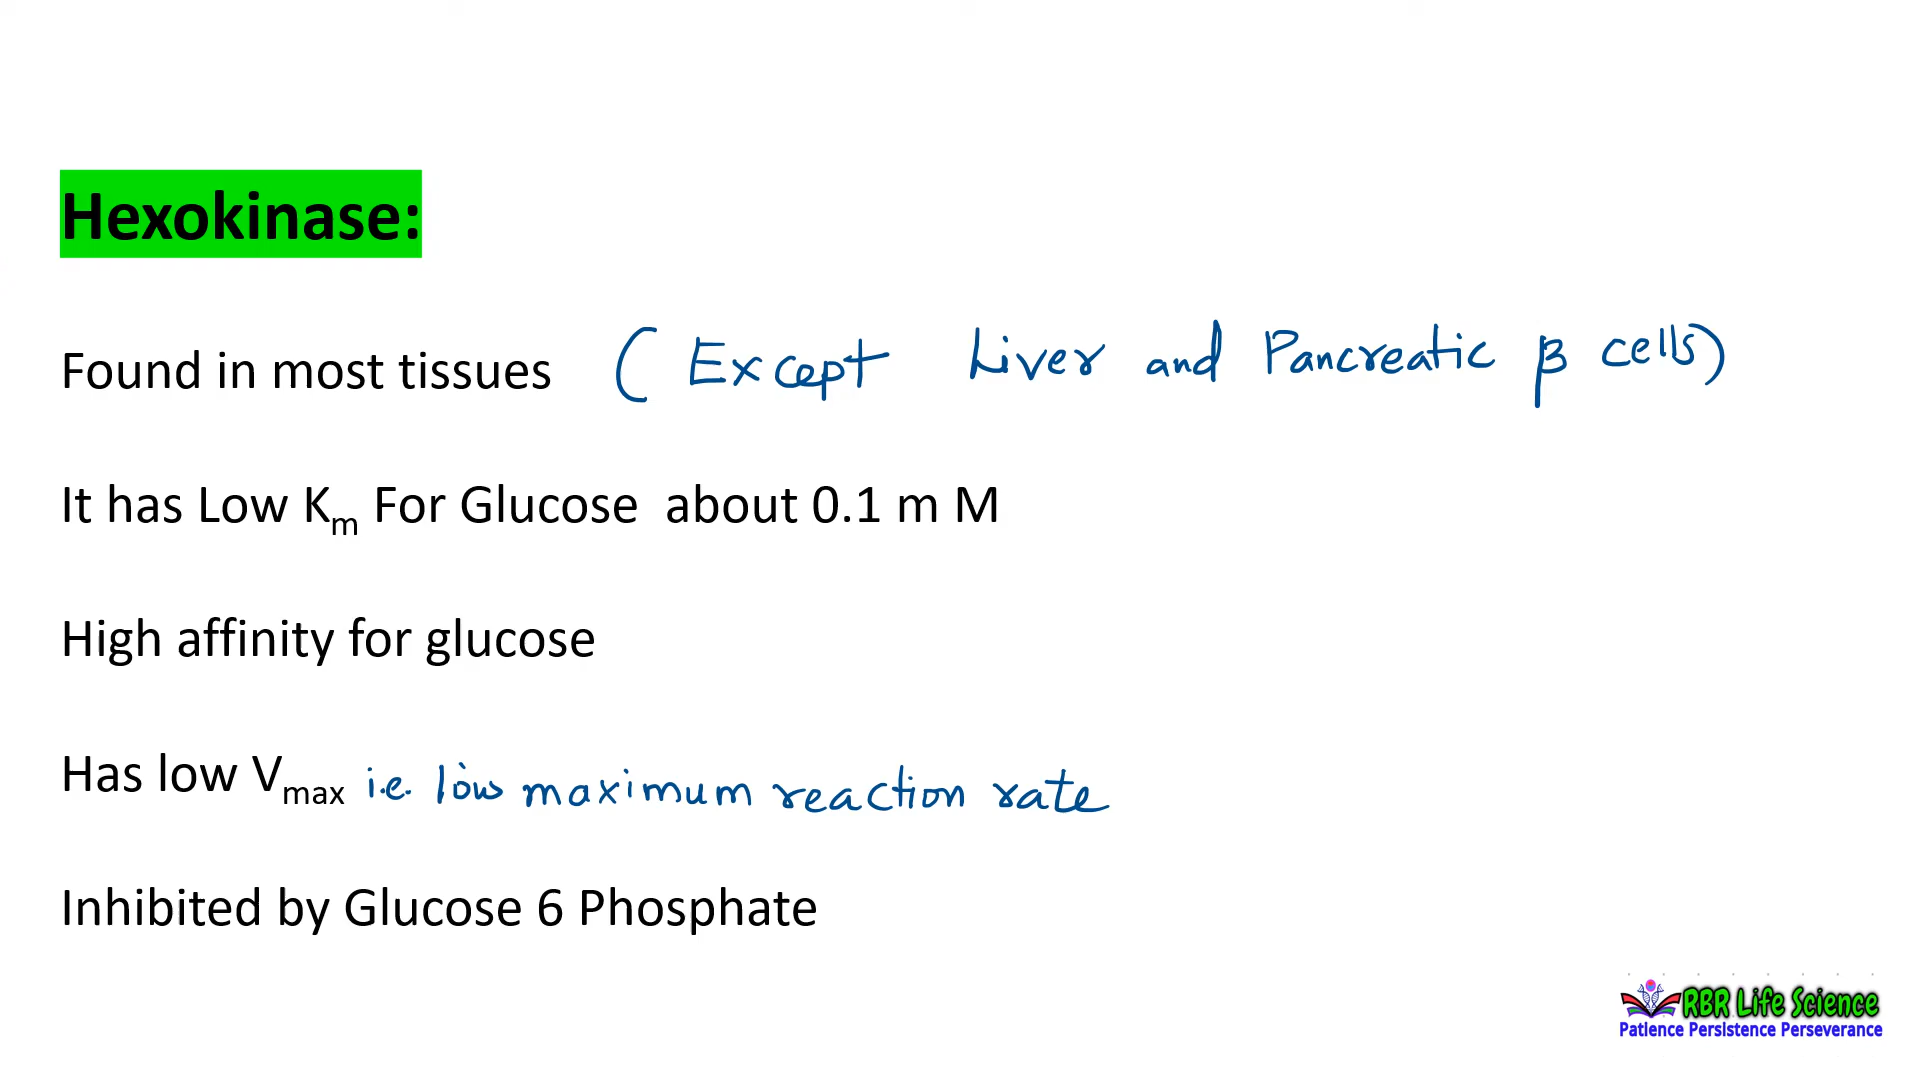 Hexokinase:
Found in most tissues (Except Liver and Pancreatic β cells)
It has Low Km For Glucose about 0.1 m M
High affinity for glucose
Has low Vmax i.e. low maximum reaction rate
Inhibited by Glucose 6 Phosphate
RBR Life Science
Patience Persistence Perseverance